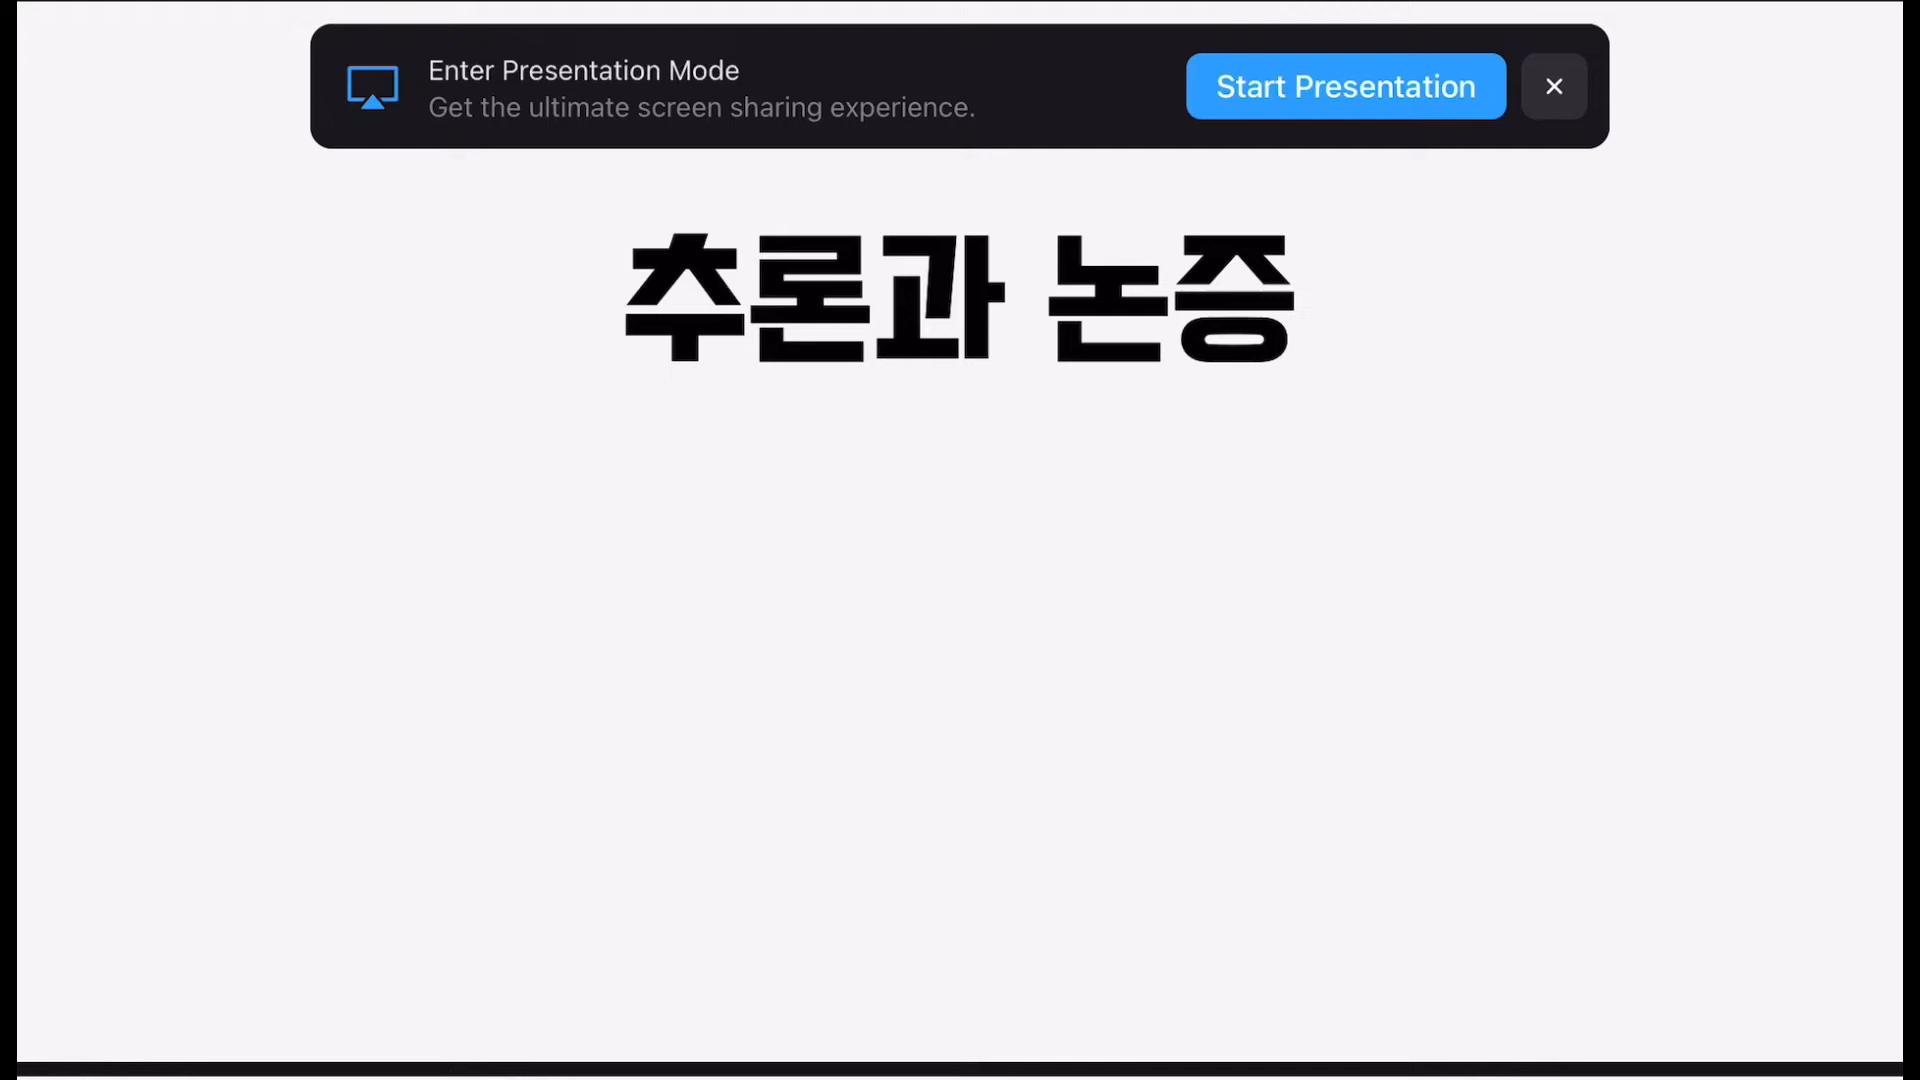 Enter Presentation Mode
Get the ultimate screen sharing experience.
Start Presentation
추론과 논증